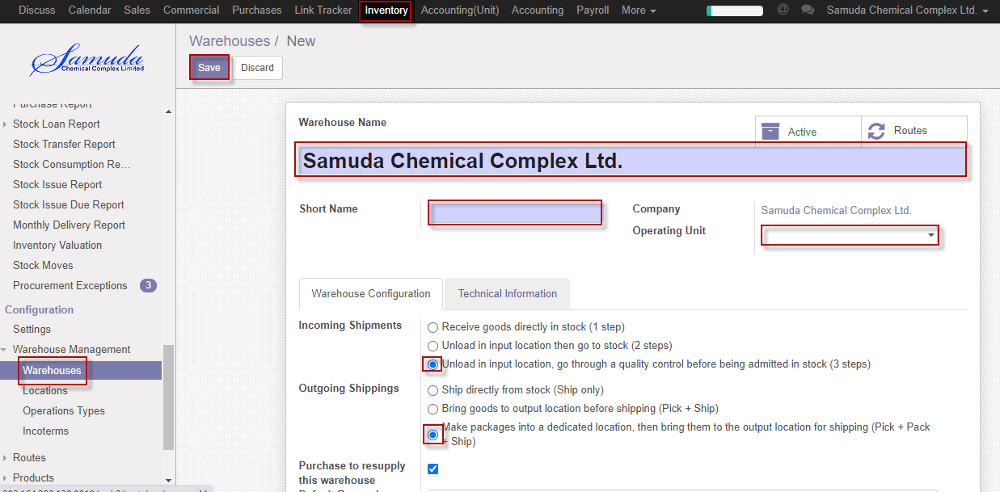 Discuss Calendar Sales Commercial Purchases Link Tracker Inventory Accounting(Unit) Accounting Payroll More @ Samuda Chemical Complex Ltd.
Samuda
Chemical Complex Limited
Purchase Report
Stock Loan Report
Stock Transfer Report
Stock Consumption Re...
Stock Issue Report
Stock Issue Due Report
Monthly Delivery Report
Inventory Valuation
Stock Moves
Procurement Exceptions 3
Configuration
Settings
Warehouse Management
Warehouses
Locations
Operations Types
Incoterms
Routes
Products
Warehouses / New
Save Discard
Warehouse Name
Active Routes
Samuda Chemical Complex Ltd.
Short Name
Company Samuda Chemical Complex Ltd.
Operating Unit
Warehouse Configuration Technical Information
Incoming Shipments
Receive goods directly in stock (1 step)
Unload in input location then go to stock (2 steps)
Unload in input location, go through a quality control before being admitted in stock (3 steps)
Outgoing Shippings
Ship directly from stock (Ship only)
Bring goods to output location before shipping (Pick + Ship)
Make packages into a dedicated location, then bring them to the output location for shipping (Pick + Pack
+ Ship)
Purchase to resupply
this warehouse